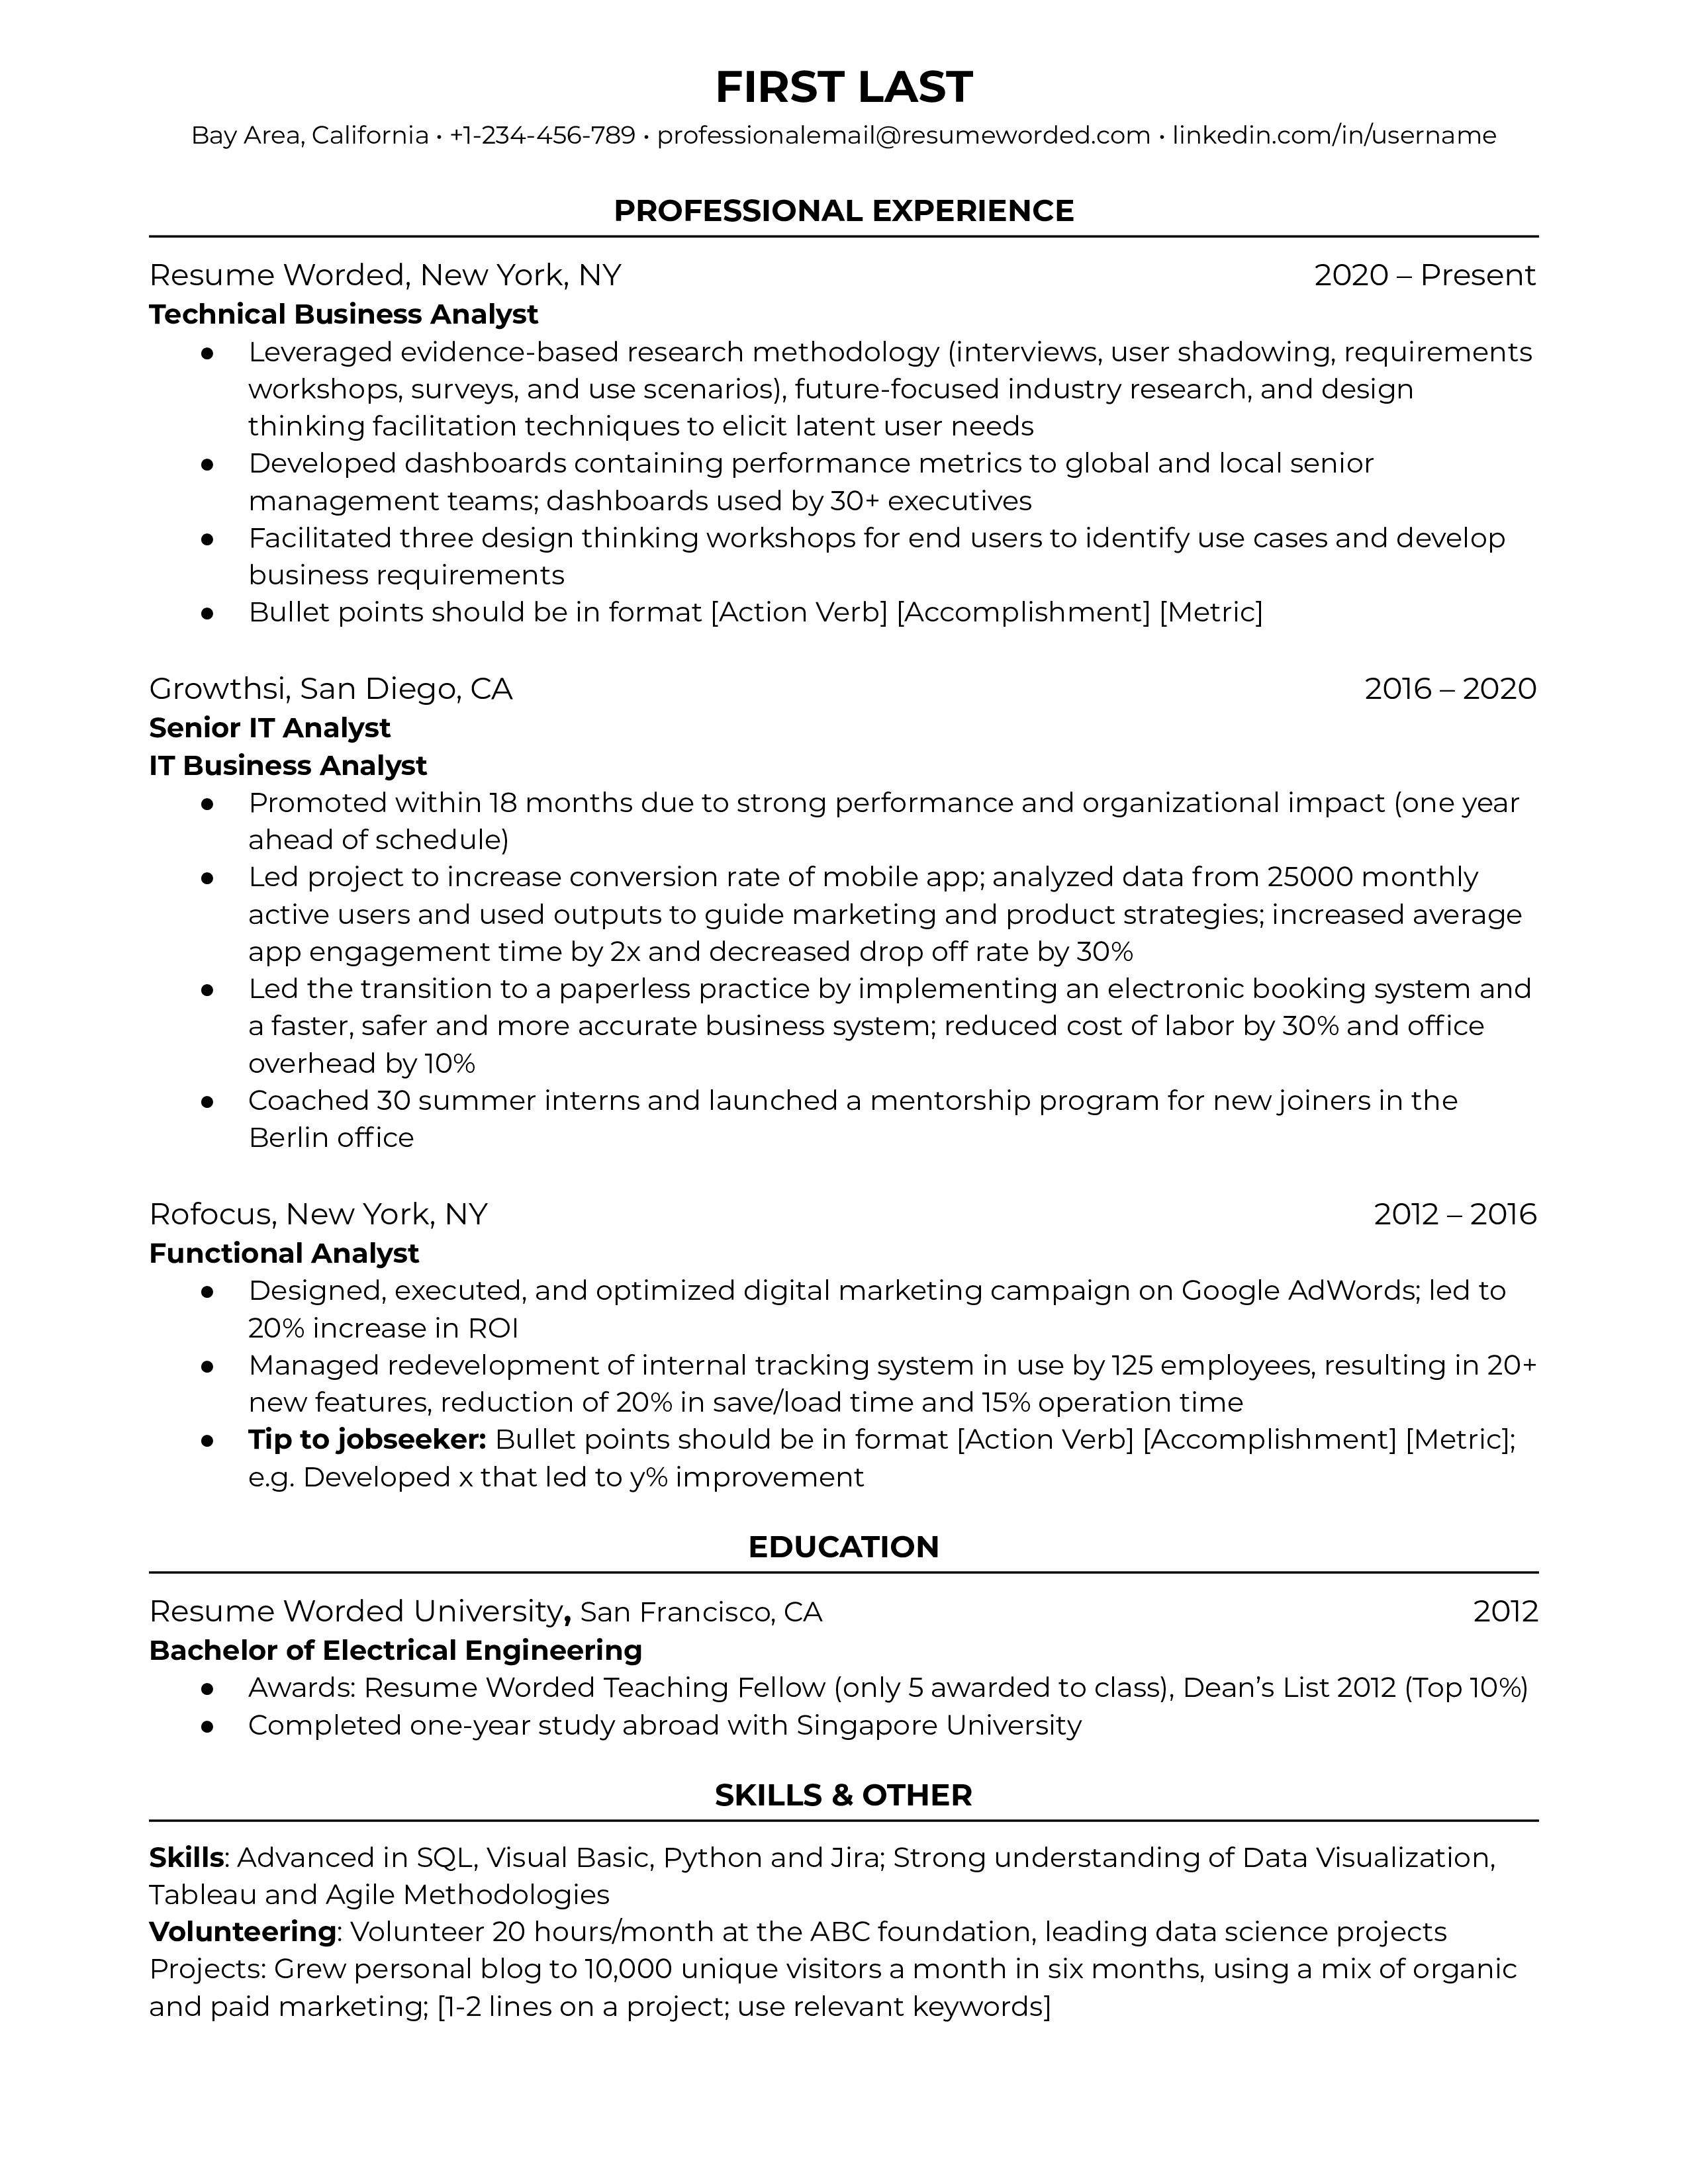 FIRST LAST
Bay Area, California • +1-234-456-789 • professionalemail@resumeworded.com • linkedin.com/in/username
PROFESSIONAL EXPERIENCE
Resume Worded, New York, NY 2020 – Present
Technical Business Analyst
● Leveraged evidence-based research methodology (interviews, user shadowing, requirements
workshops, surveys, and use scenarios), future-focused industry research, and design
thinking facilitation techniques to elicit latent user needs
● Developed dashboards containing performance metrics to global and local senior
management teams; dashboards used by 30+ executives
● Facilitated three design thinking workshops for end users to identify use cases and develop
business requirements
● Bullet points should be in format [Action Verb] [Accomplishment] [Metric]
Growthsi, San Diego, CA 2016 – 2020
Senior IT Analyst
IT Business Analyst
● Promoted within 18 months due to strong performance and organizational impact (one year
ahead of schedule)
● Led project to increase conversion rate of mobile app; analyzed data from 25000 monthly
active users and used outputs to guide marketing and product strategies; increased average
app engagement time by 2x and decreased drop off rate by 30%
● Led the transition to a paperless practice by implementing an electronic booking system and
a faster, safer and more accurate business system; reduced cost of labor by 30% and office
overhead by 10%
● Coached 30 summer interns and launched a mentorship program for new joiners in the
Berlin office
Rofocus, New York, NY 2012 – 2016
Functional Analyst
● Designed, executed, and optimized digital marketing campaign on Google AdWords; led to
20% increase in ROI
● Managed redevelopment of internal tracking system in use by 125 employees, resulting in 20+
new features, reduction of 20% in save/load time and 15% operation time
● Tip to jobseeker: Bullet points should be in format [Action Verb] [Accomplishment] [Metric];
e.g. Developed x that led to y% improvement
EDUCATION
Resume Worded University, San Francisco, CA 2012
Bachelor of Electrical Engineering
● Awards: Resume Worded Teaching Fellow (only 5 awarded to class), Dean’s List 2012 (Top 10%)
● Completed one-year study abroad with Singapore University
SKILLS & OTHER
Skills: Advanced in SQL, Visual Basic, Python and Jira; Strong understanding of Data Visualization,
Tableau and Agile Methodologies
Volunteering: Volunteer 20 hours/month at the ABC foundation, leading data science projects
Projects: Grew personal blog to 10,000 unique visitors a month in six months, using a mix of organic
and paid marketing; [1-2 lines on a project; use relevant keywords]